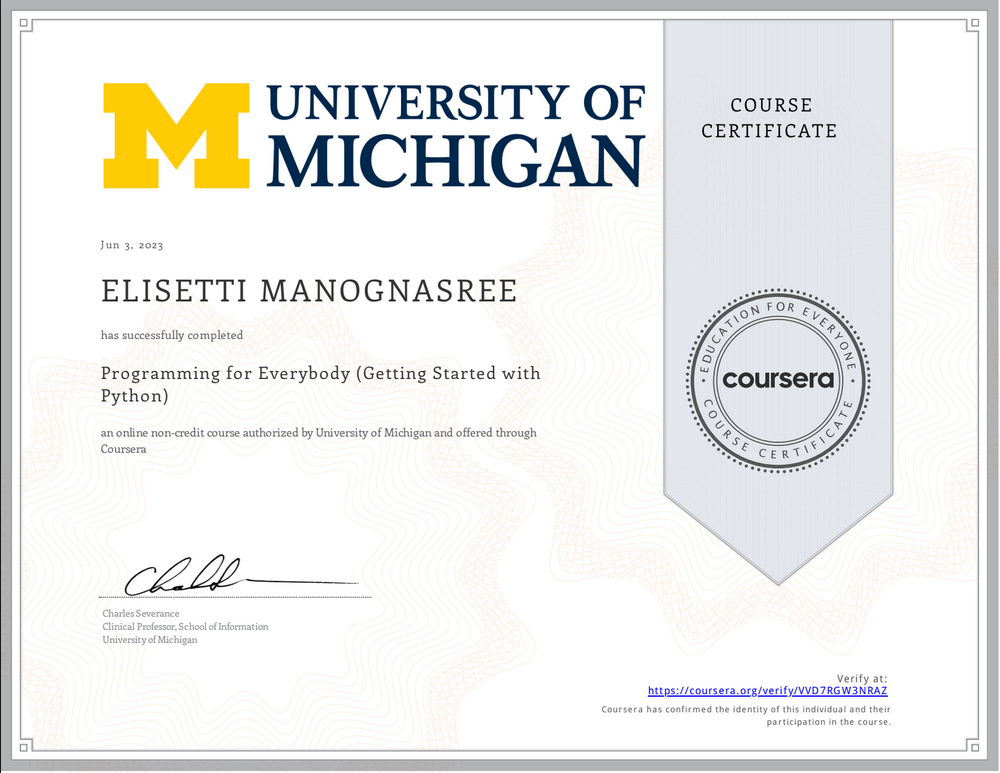 M UNIVERSITY OF
MICHIGAN
COURSE
CERTIFICATE
Jun 3, 2023
ELISETTI MANOGNASREE
has successfully completed
Programming for Everybody (Getting Started with
Python)
an online non-credit course authorized by University of Michigan and offered through
Coursera
EDUCATION FOR EVERYONE
coursera
COURSE CERTIFICATE
Charles Severance
Clinical Professor, School of Information
University of Michigan
Verify at:
https://coursera.org/verify/VVD7RGW3NRAZ
Coursera has confirmed the identity of this individual and their
participation in the course.